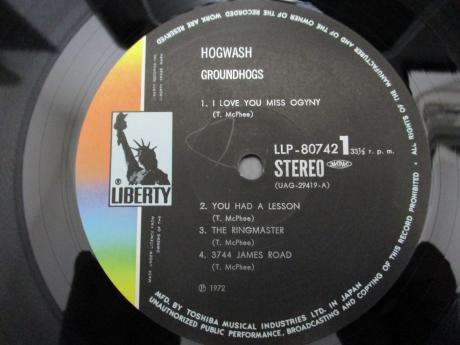 ALL RIGHTS OF THE MANUFACTURER AND OF THE OWNER OF THE RECORDED WORK ARE RESERVED
HOGWASH
GROUNDHOGS
1. I LOVE YOU MISS OGYNY
(T. McPhee)
LLP-80742 1 33⅓ r. p. m.
STEREO
(UAG-29419-A)
LIBERTY
2. YOU HAD A LESSON
(T. McPhee)
3. THE RINGMASTER
(T. McPhee)
4. 3744 JAMES ROAD
(T. McPhee)
Ⓟ 1972
MFD. BY TOSHIBA MUSICAL INDUSTRIES LTD. IN JAPAN
UNAUTHORIZED PUBLIC PERFORMANCE, BROADCASTING AND COPYING OF THIS RECORD PROHIBITED